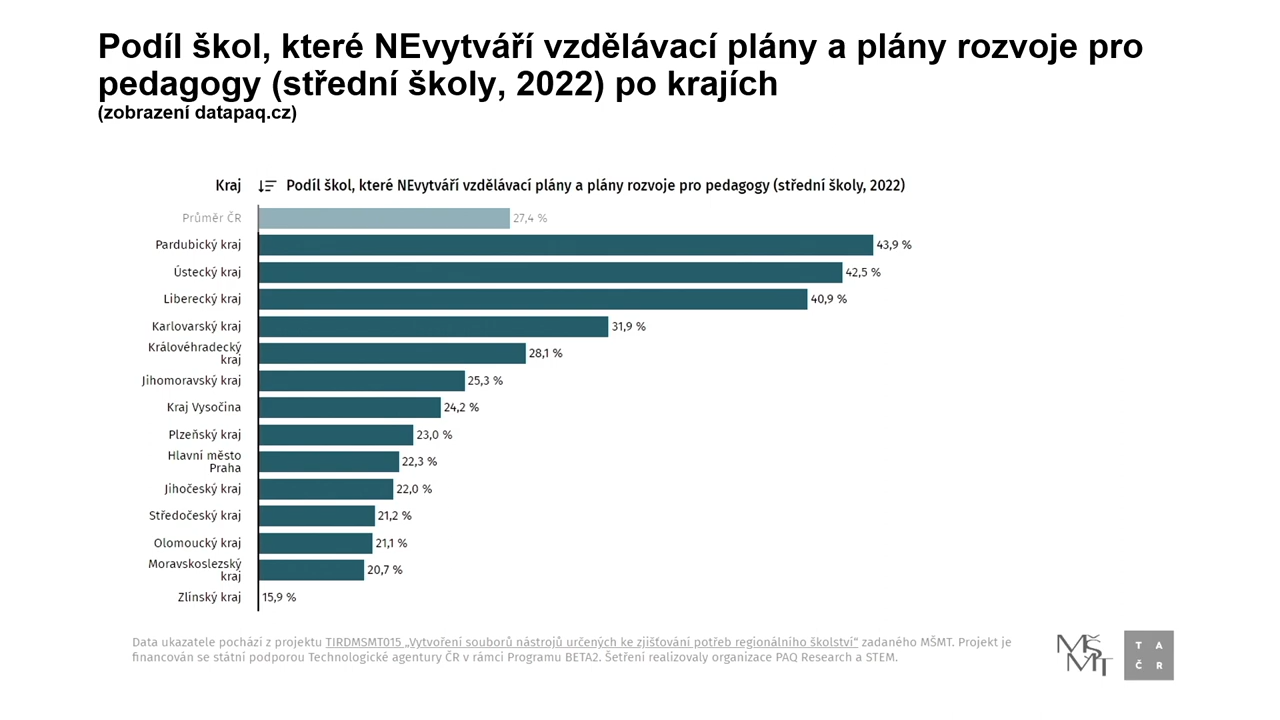 Podíl škol, které NEvytváří vzdělávací plány a plány rozvoje pro
pedagogy (střední školy, 2022) po krajích
(zobrazení datapaq.cz)
Kraj Podíl škol, které NEvytváří vzdělávací plány a plány rozvoje pro pedagogy (střední školy, 2022)
Průměr ČR 27,4 %
Pardubický kraj 43,9 %
Ústecký kraj 42,5 %
Liberecký kraj 40,9 %
Karlovarský kraj 31,9 %
Královéhradecký
kraj 28,1 %
Jihomoravský kraj 25,3 %
Kraj Vysočina 24,2 %
Plzeňský kraj 23,0 %
Hlavní město
Praha 22,3 %
Jihočeský kraj 22,0 %
Středočeský kraj 21,2 %
Olomoucký kraj 21,1 %
Moravskoslezský
kraj 20,7 %
Zlínský kraj 15,9 %
Data ukazatele pochází z projektu TIRDMSMT015 „Vytvoření souborů nástrojů určených ke zjišťování potřeb regionálního školství“ zadaného MŠMT. Projekt je
financován se státní podporou Technologické agentury ČR v rámci Programu BETA2. Šetření realizovaly organizace PAQ Research a STEM.
MŠ
MT
T A
Č R